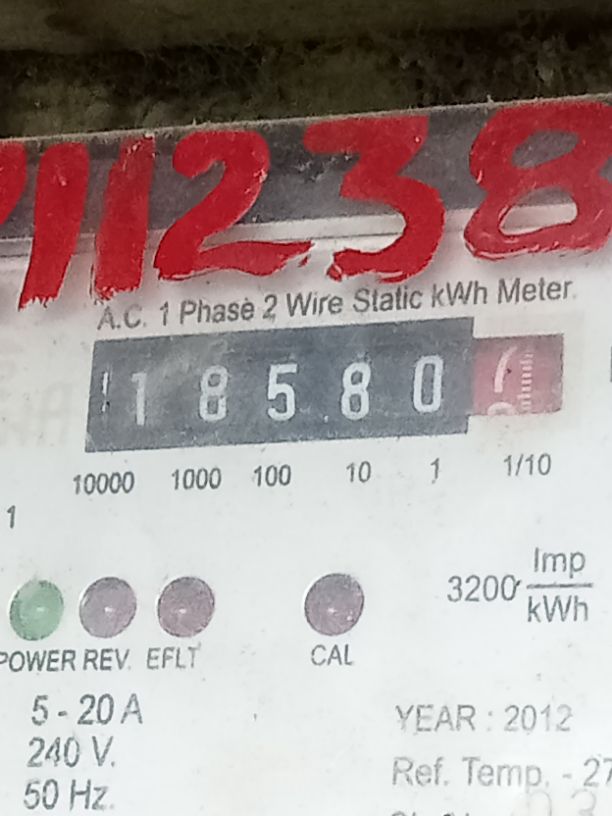 11238
A.C. 1 Phase 2 Wire Static kWh Meter.
1 8 5 8 0
10000 1000 100 10 1 1/10
1
3200 Imp/kWh
POWER REV. EFLT CAL
5 - 20 A
YEAR : 2012
240 V.
Ref. Temp. - 27
50 Hz.